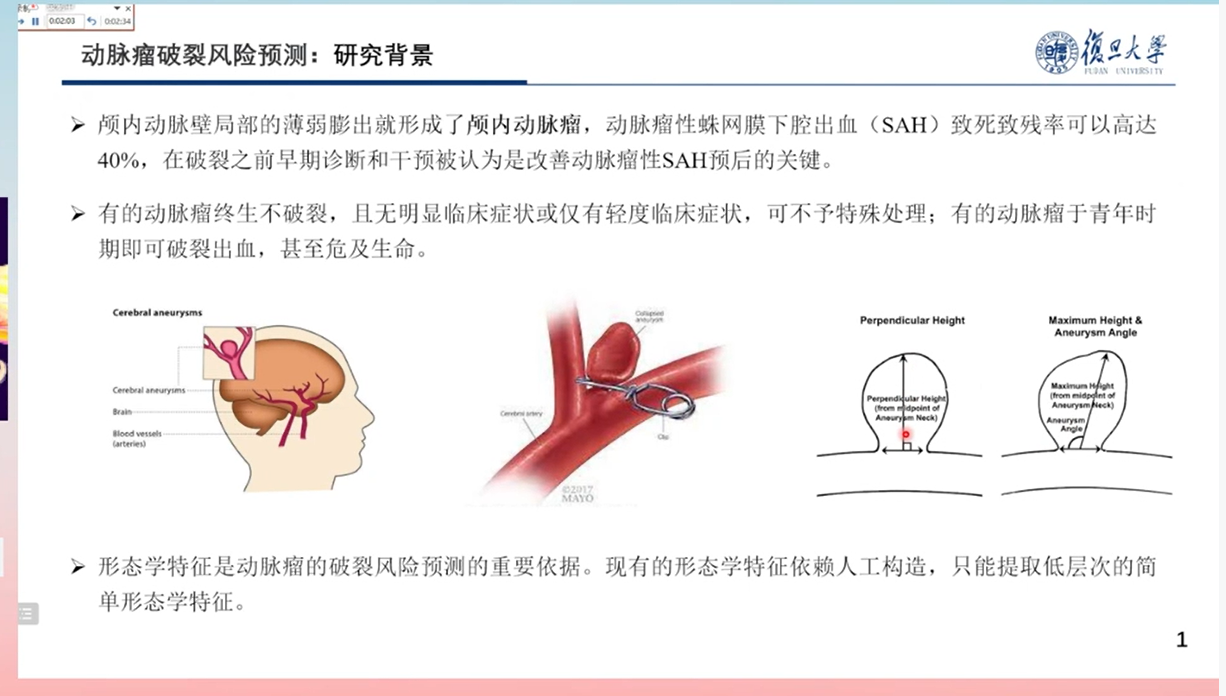 0:02:03
0:02:34
动脉瘤破裂风险预测：研究背景
復旦大學
FUDAN UNIVERSITY
➢ 颅内动脉壁局部的薄弱膨出就形成了颅内动脉瘤，动脉瘤性蛛网膜下腔出血（SAH）致死致残率可以高达
40%，在破裂之前早期诊断和干预被认为是改善动脉瘤性SAH预后的关键。
➢ 有的动脉瘤终生不破裂，且无明显临床症状或仅有轻度临床症状，可不予特殊处理；有的动脉瘤于青年时
期即可破裂出血，甚至危及生命。
Cerebral aneurysms
Cerebral aneurysms
Brain
Blood vessels
(arteries)
Collapsed
aneurysm
Cerebral artery
Clip
©2017
MAYO
Perpendicular Height
Perpendicular Height
(from midpoint of
Aneurysm Neck)
Maximum Height &
Aneurysm Angle
Maximum Height
(from midpoint of
Aneurysm Neck)
Aneurysm
Angle
➢ 形态学特征是动脉瘤的破裂风险预测的重要依据。现有的形态学特征依赖人工构造，只能提取低层次的简
单形态学特征。
1